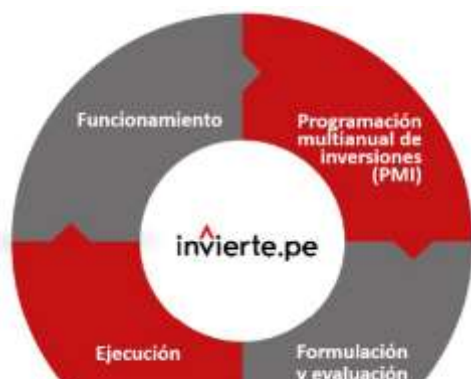 Funcionamiento
Programación
multianual de
inversiones
(PMI)
invierte.pe
Ejecución
Formulación
y evaluación